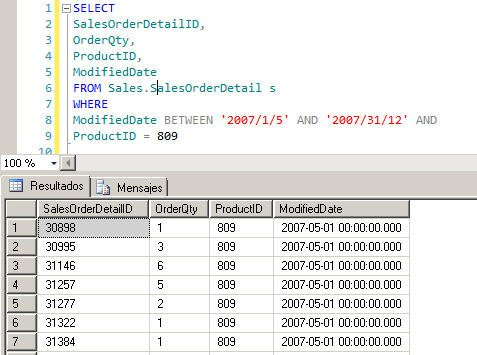 1 SELECT
2 SalesOrderDetailID,
3 OrderQty,
4 ProductID,
5 ModifiedDate
6 FROM Sales.SalesOrderDetail s
7 WHERE
8 ModifiedDate BETWEEN '2007/1/5' AND '2007/31/12' AND
9 ProductID = 809
10
100 %
Resultados Mensajes
SalesOrderDetailID OrderQty ProductID ModifiedDate
1 30898 1 809 2007-05-01 00:00:00.000
2 30995 3 809 2007-05-01 00:00:00.000
3 31146 6 809 2007-05-01 00:00:00.000
4 31257 5 809 2007-05-01 00:00:00.000
5 31277 2 809 2007-05-01 00:00:00.000
6 31322 1 809 2007-05-01 00:00:00.000
7 31384 1 809 2007-05-01 00:00:00.000